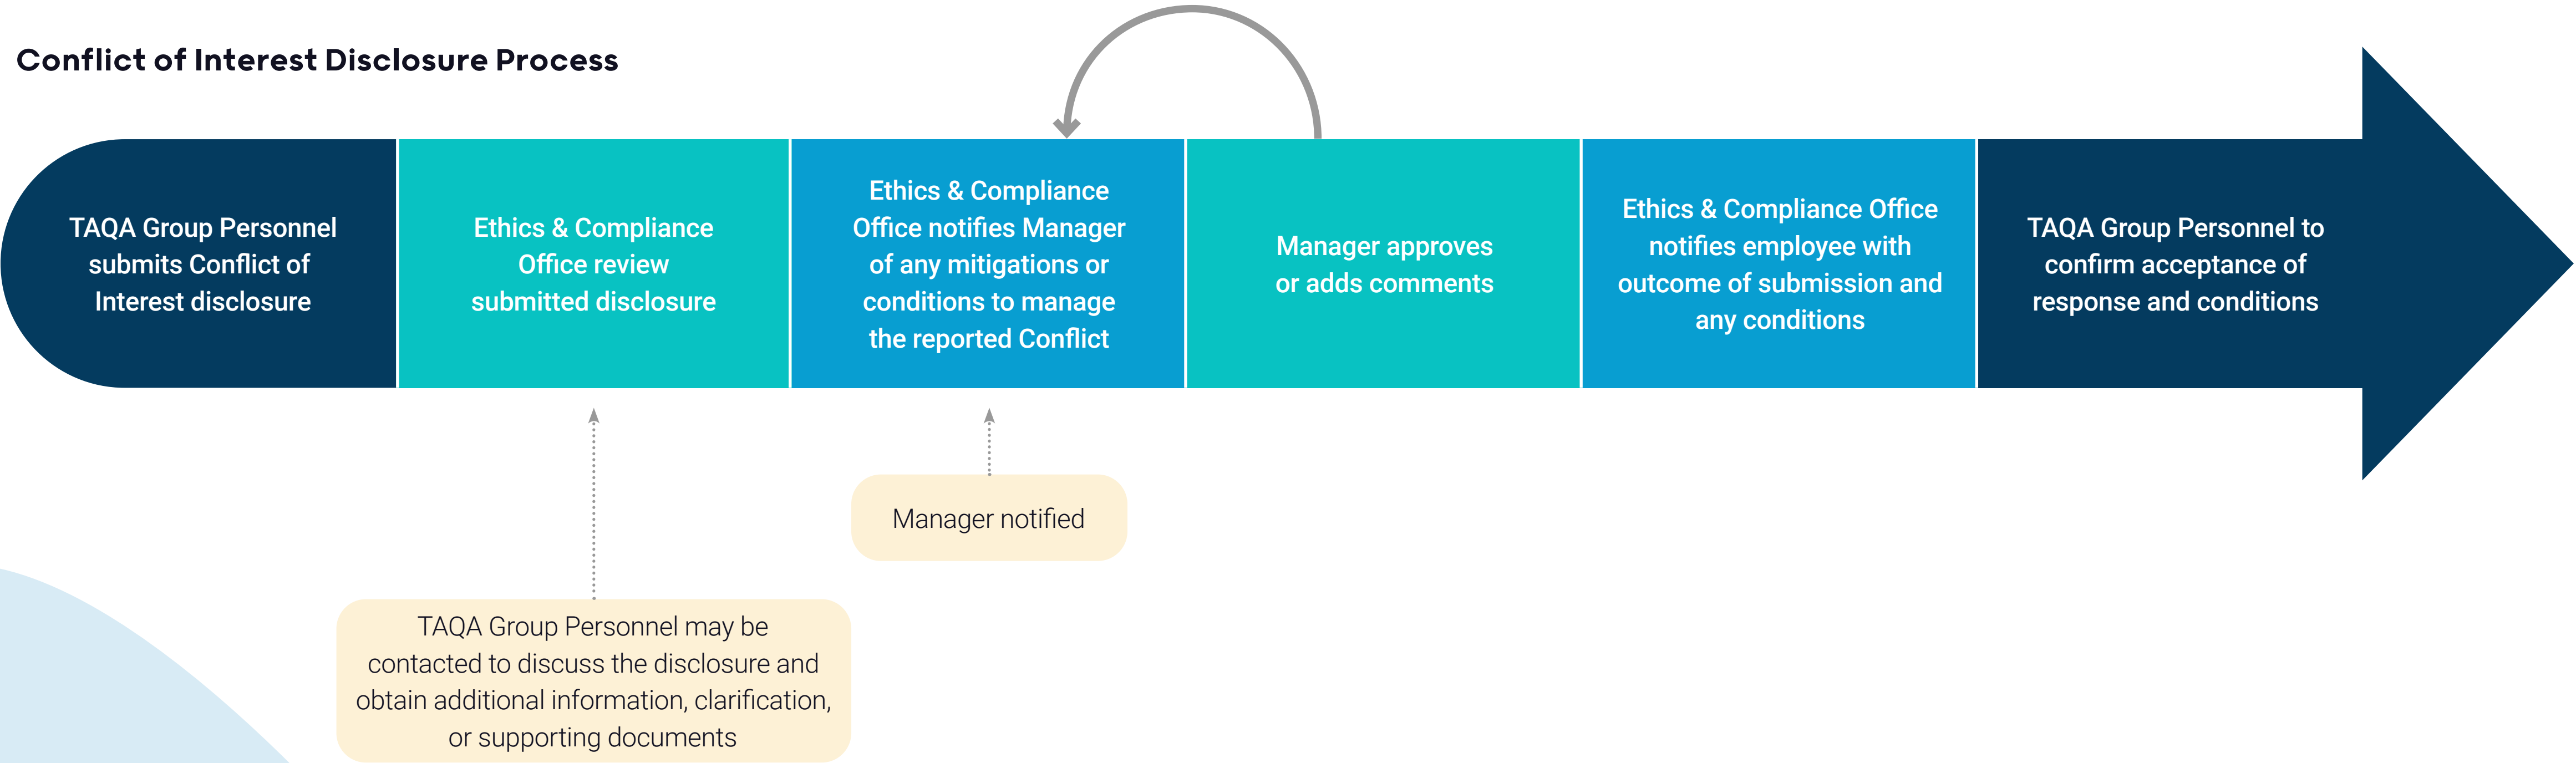 Conflict of Interest Disclosure Process
TAQA Group Personnel
submits Conflict of
Interest disclosure
Ethics & Compliance
Office review
submitted disclosure
Ethics & Compliance
Office notifies Manager
of any mitigations or
conditions to manage
the reported Conflict
Manager approves
or adds comments
Ethics & Compliance Office
notifies employee with
outcome of submission and
any conditions
TAQA Group Personnel to
confirm acceptance of
response and conditions
Manager notified
TAQA Group Personnel may be
contacted to discuss the disclosure and
obtain additional information, clarification,
or supporting documents